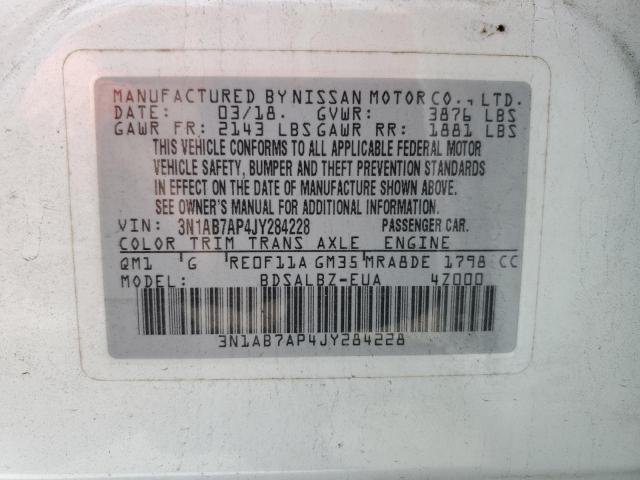 MANUFACTURED BY NISSAN MOTOR CO., LTD.
DATE: 03/18. GVWR: 3876 LBS
GAWR FR: 2143 LBS GAWR RR: 1881 LBS
THIS VEHICLE CONFORMS TO ALL APPLICABLE FEDERAL MOTOR
VEHICLE SAFETY, BUMPER AND THEFT PREVENTION STANDARDS
IN EFFECT ON THE DATE OF MANUFACTURE SHOWN ABOVE.
SEE OWNER'S MANUAL FOR ADDITIONAL INFORMATION.
VIN: 3N1AB7AP4JY284228 PASSENGER CAR.
COLOR TRIM TRANS AXLE ENGINE
QM1 G RE0F11A GM35 MRA8DE 1798 CC
MODEL: BDSALBZ-EUA 4Z000
3N1AB7AP4JY284228